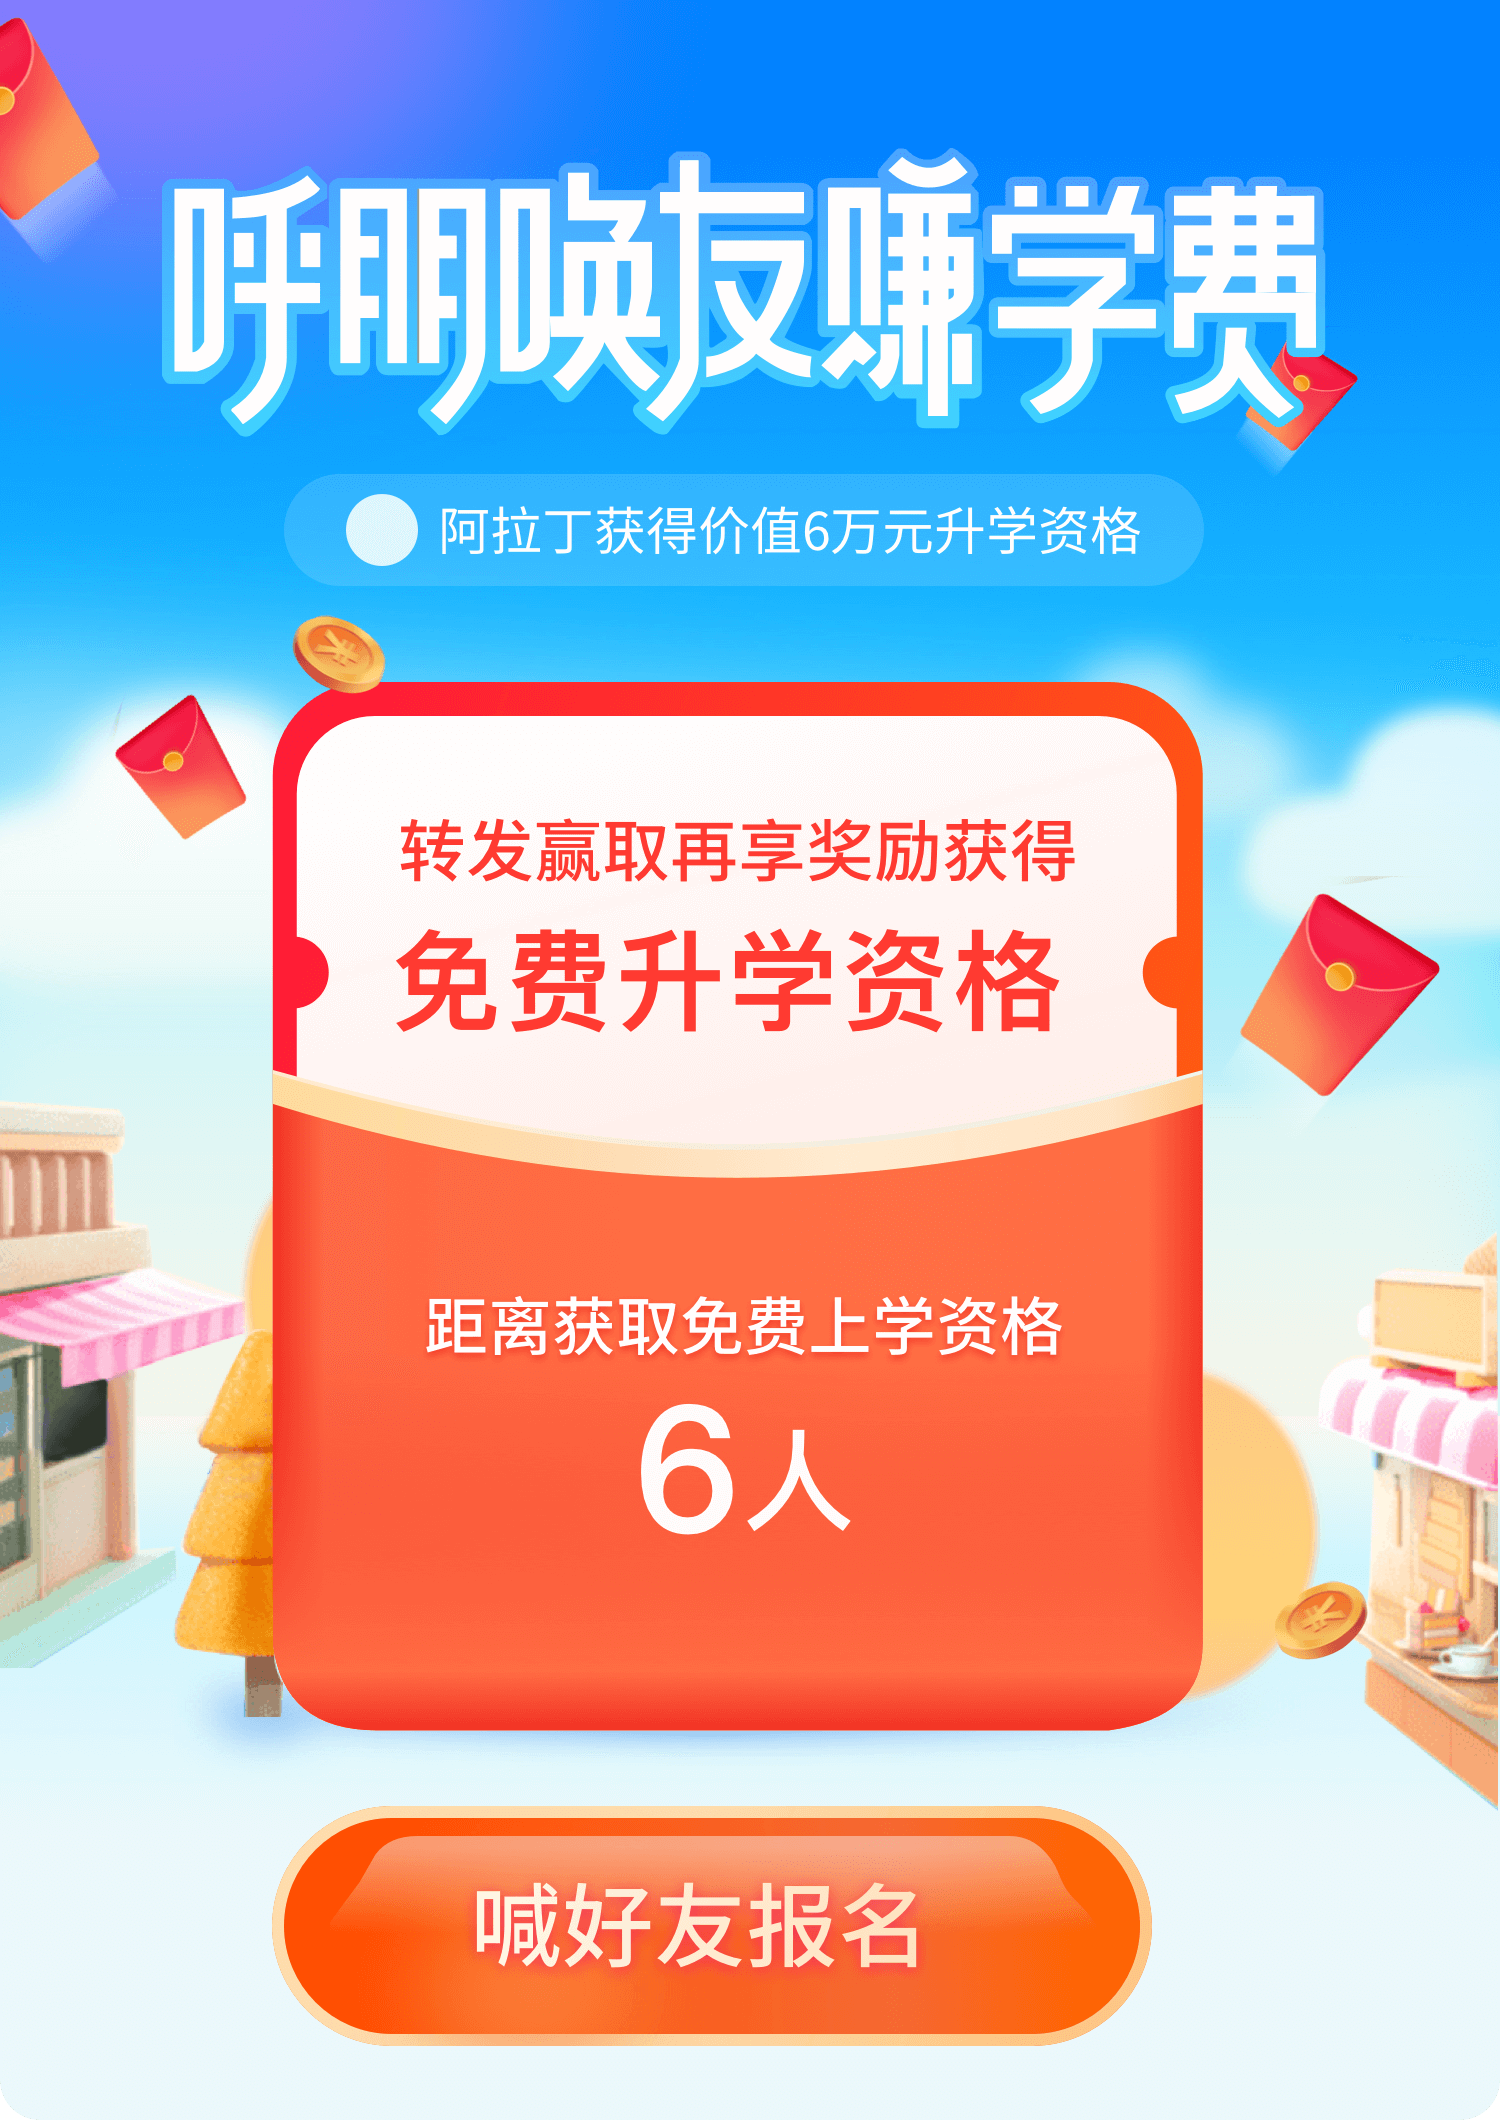 呼朋唤友赚学费
阿拉丁获得价值6万元升学资格
转发赢取再享奖励获得
免费升学资格
距离获取免费上学资格
6人
喊好友报名